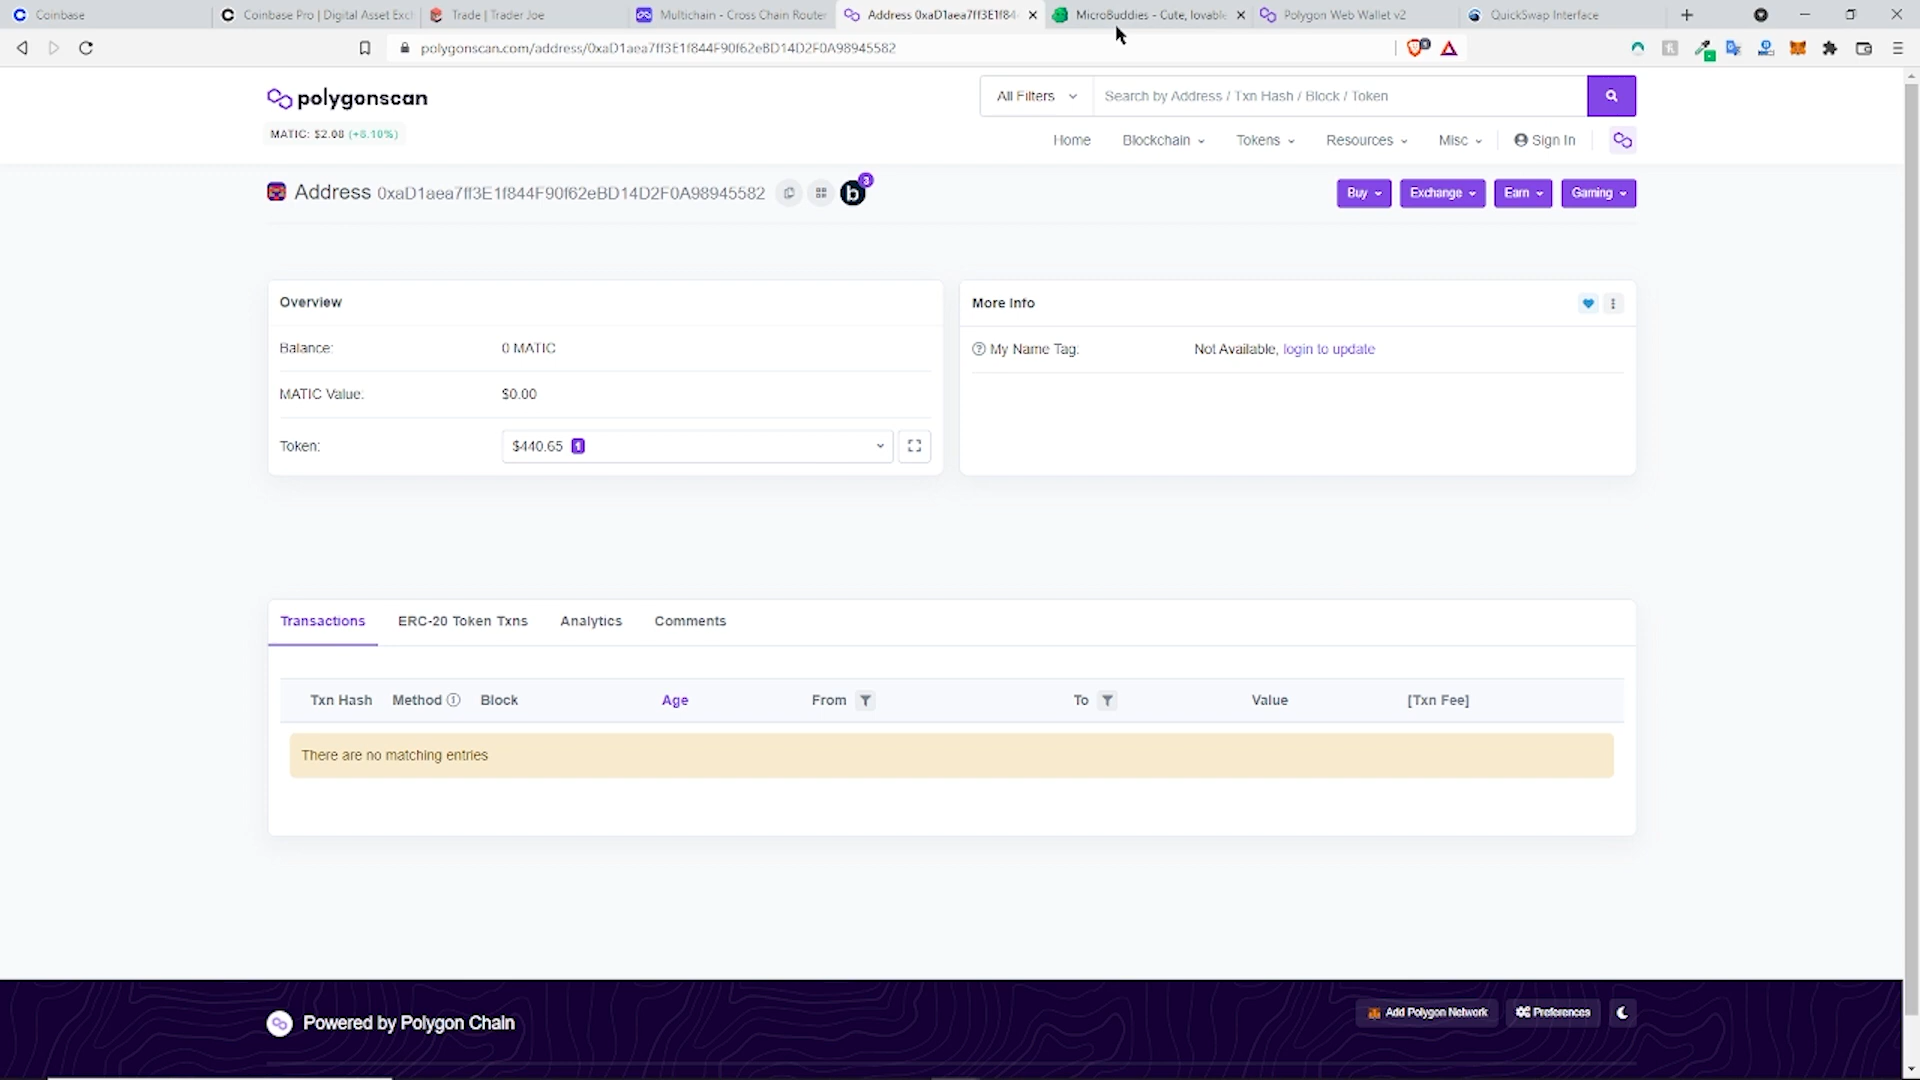 Coinbase
Coinbase Pro | Digital Asset Excl
Trade | Trader Joe
Multichain - Cross Chain Router
Address 0xaD1aea7ff3E1f84
MicroBuddies - Cute, lovable
Polygon Web Wallet v2
QuickSwap Interface
polygonscan.com/address/0xaD1aea7ff3E1f844F90f62eBD14D2F0A98945582
polygonscan
All Filters
Search by Address / Txn Hash / Block / Token
MATIC: $2.08 (+8.10%)
Home
Blockchain
Tokens
Resources
Misc
Sign In
Address 0xaD1aea7ff3E1f844F90f62eBD14D2F0A98945582
b 3
Buy
Exchange
Earn
Gaming
Overview
Balance: 0 MATIC
MATIC Value: $0.00
Token: $440.65 1
More Info
My Name Tag: Not Available, login to update
Transactions
ERC-20 Token Txns
Analytics
Comments
Txn Hash Method Block Age From To Value [Txn Fee]
There are no matching entries
Powered by Polygon Chain
Add Polygon Network
Preferences